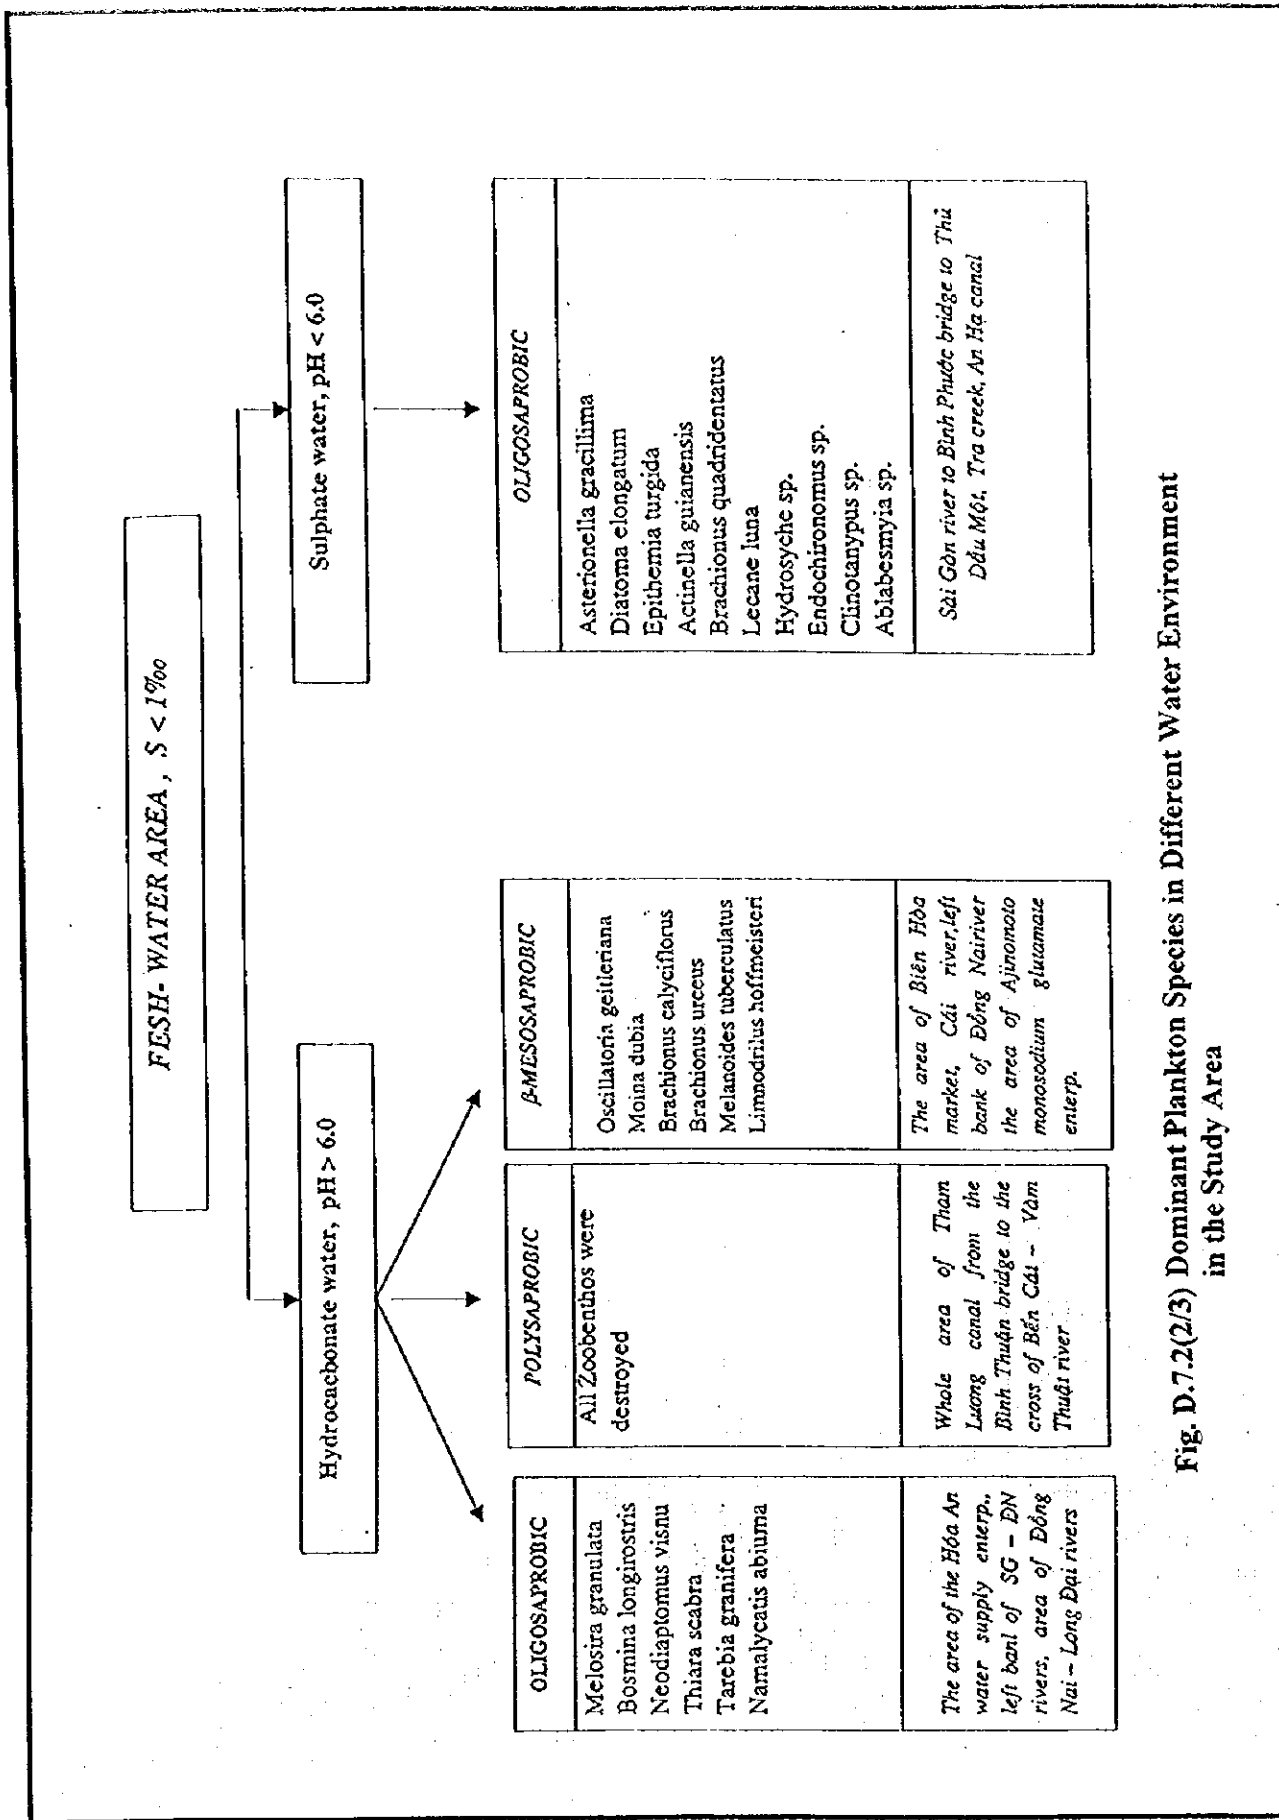 FESH- WATER AREA , S < 1‰
Hydrocacbonate water, pH > 6.0
Sulphate water, pH < 6.0
OLIGOSAPROBIC
Melosira granulata
Bosmina longirostris
Neodiaptomus visnu
Thiara scabra
Tarebia granifera
Namalycatis abiuma
The area of the Hóa An
water supply enterp.,
left banl of SG – ĐN
rivers, area of Đồng
Nai – Long Đại rivers
POLYSAPROBIC
All Zoobenthos were
destroyed
Whole area of Tham
Luong canal from the
Bình Thuận bridge to the
cross of Bến Cát – Vàm
Thuật river
β-MESOSAPROBIC
Oscillatoria geitleriana
Moina dubia
Brachionus calyciflorus
Brachionus urceus
Melanoides tuberculatus
Limnodrilus hoffmeisteri
The area of Biên Hòa
market, Cái river,left
bank of Đồng Nairiver
the area of Ajinomoto
monosodium glutamate
enterp.
OLIGOSAPROBIC
Asterionella gracillima
Diatoma elongatum
Epithemia turgida
Actinella guianensis
Brachionus quadridentatus
Lecane luna
Hydrosyche sp.
Endochironomus sp.
Clinotanypus sp.
Ablabesmyia sp.
Sài Gòn river to Bình Phước bridge to Thủ
Dầu Một, Tra creek, An Hạ canal
Fig. D.7.2(2/3) Dominant Plankton Species in Different Water Environment
in the Study Area